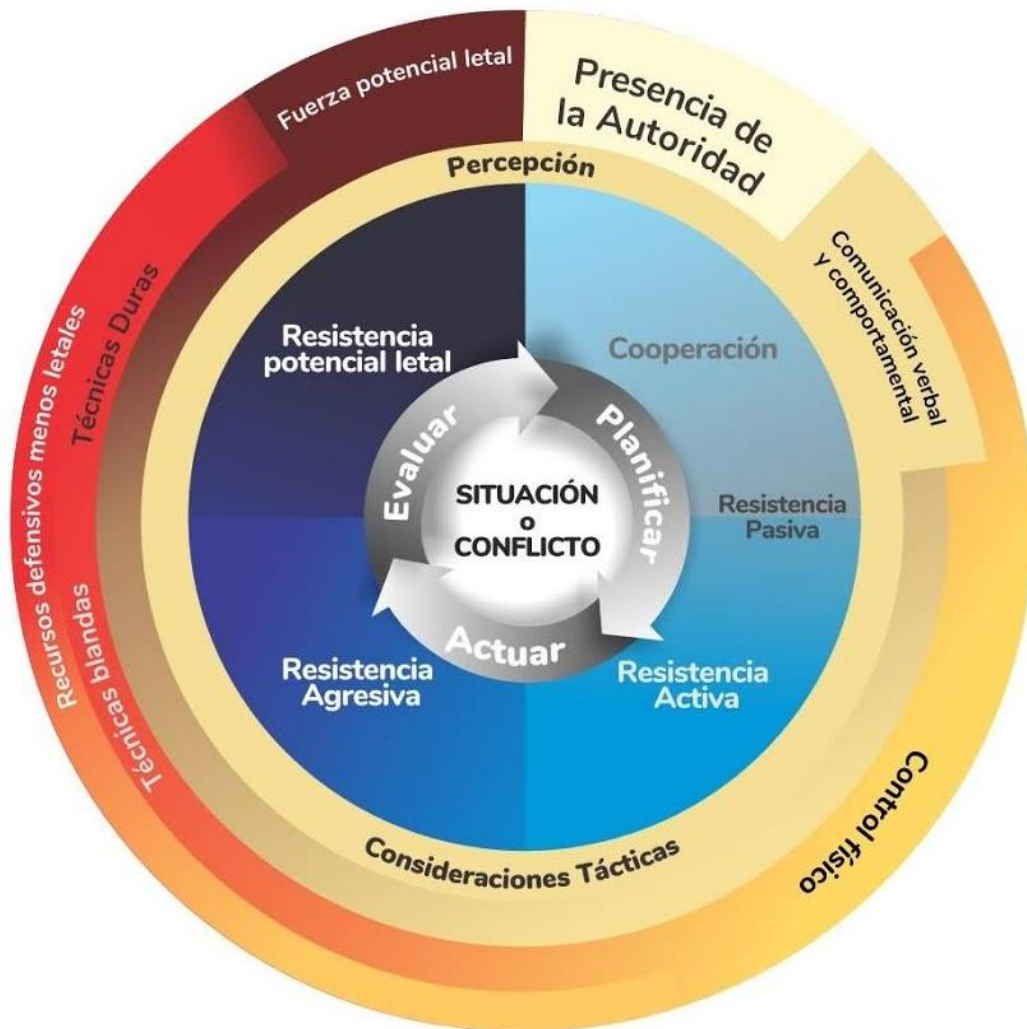 Fuerza potencial letal
Presencia de
la Autoridad
Percepción
Comunicación verbal
y comportamental
Resistencia
potencial letal
Cooperación
Recursos defensivos menos letales
Técnicas Duras
Evaluar
Planificar
SITUACIÓN
o
CONFLICTO
Resistencia
Pasiva
Actuar
Técnicas blandas
Resistencia
Agresiva
Resistencia
Activa
Control físico
Consideraciones Tácticas